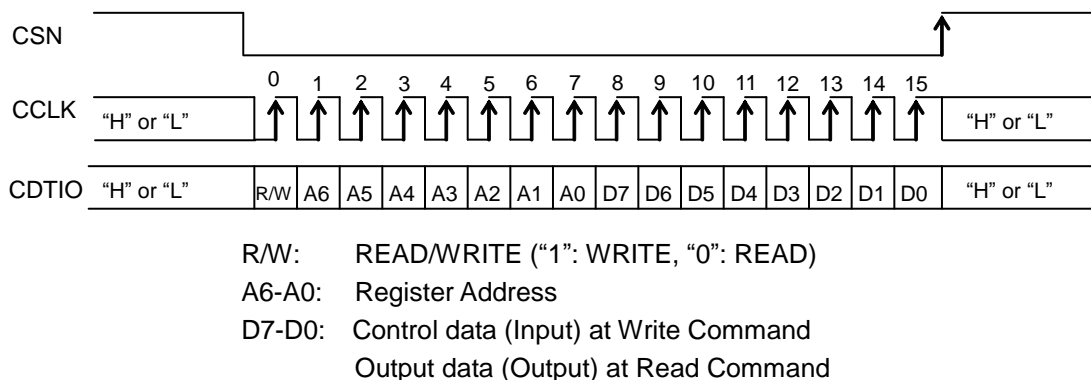 CSN
0 1 2 3 4 5 6 7 8 9 10 11 12 13 14 15
CCLK “H” or “L” “H” or “L”
CDTIO “H” or “L” R/W A6 A5 A4 A3 A2 A1 A0 D7 D6 D5 D4 D3 D2 D1 D0 “H” or “L”
R/W: READ/WRITE (“1”: WRITE, “0”: READ)
A6-A0: Register Address
D7-D0: Control data (Input) at Write Command
Output data (Output) at Read Command